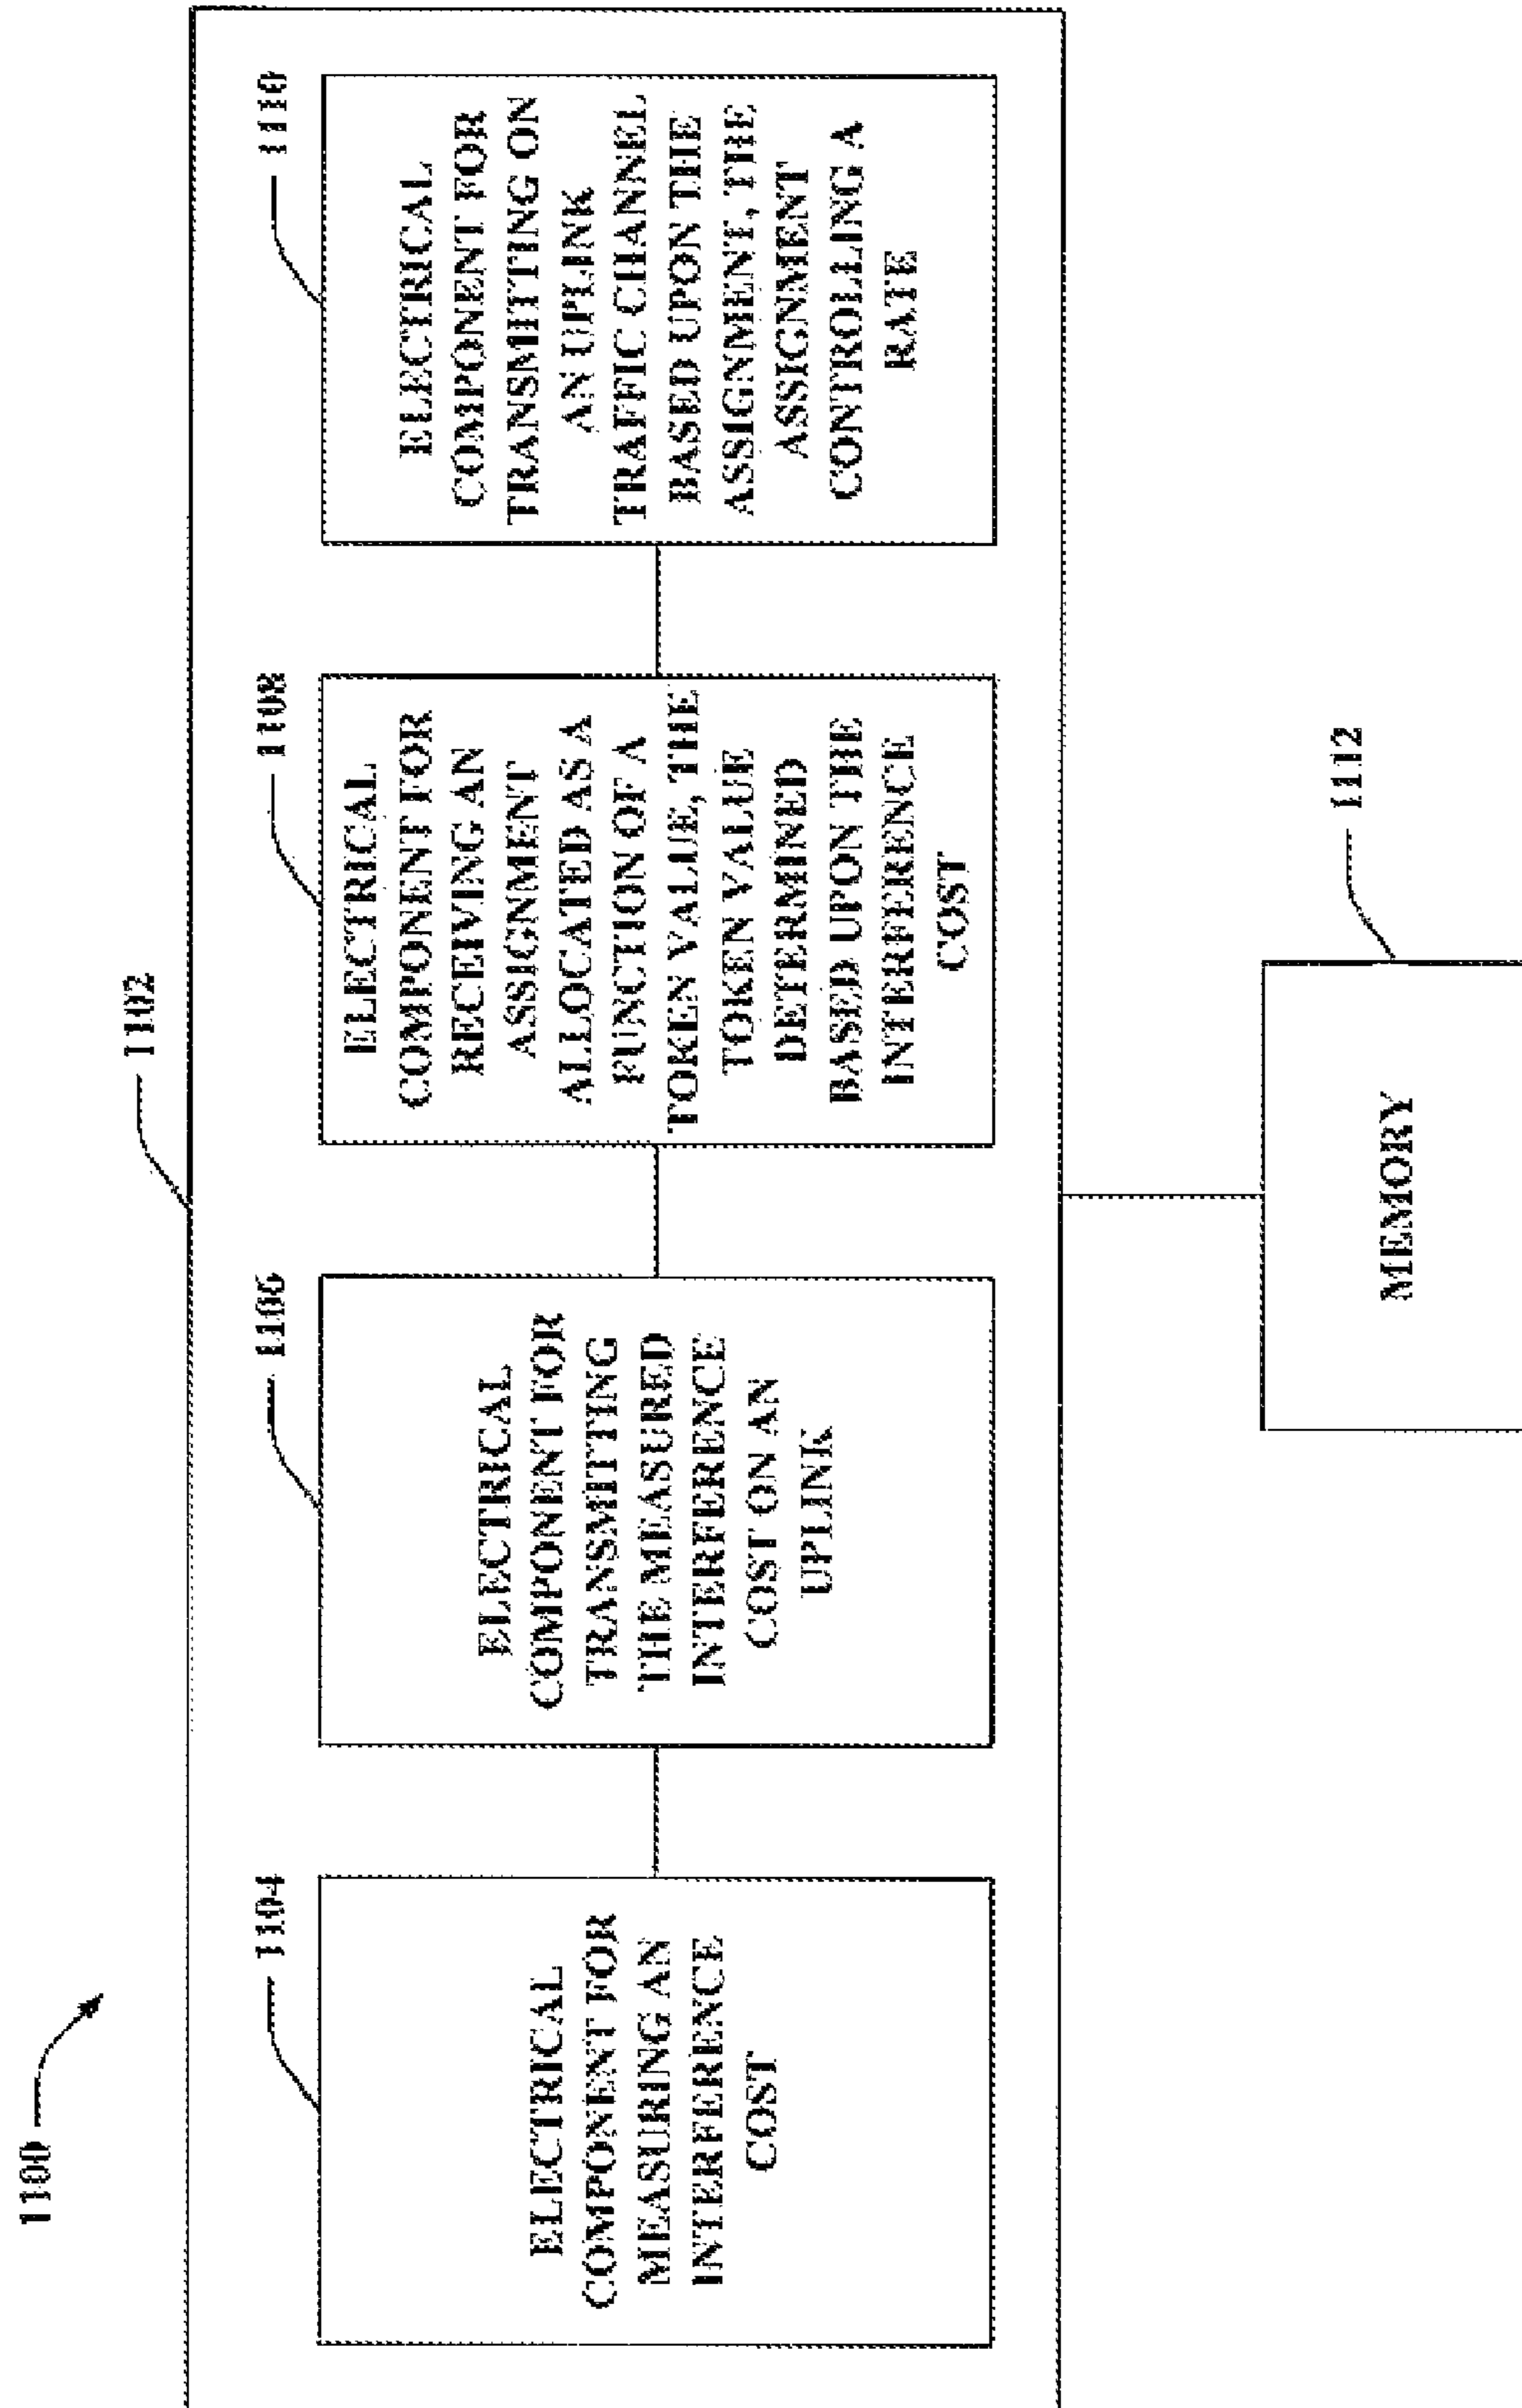 1100
1102
1104
ELECTRICAL
COMPONENT FOR
MEASURING AN
INTERFERENCE
COST
1106
ELECTRICAL
COMPONENT FOR
TRANSMITTING
THE MEASURED
INTERFERENCE
COST ON AN
UPLINK
1108
ELECTRICAL
COMPONENT FOR
RECEIVING AN
ASSIGNMENT
ALLOCATED AS A
FUNCTION OF A
TOKEN VALUE, THE
TOKEN VALUE
DETERMINED
BASED UPON THE
INTERFERENCE
COST
1110
ELECTRICAL
COMPONENT FOR
TRANSMITTING ON
AN UPLINK
TRAFFIC CHANNEL
BASED UPON THE
ASSIGNMENT, THE
ASSIGNMENT
CONTROLLING A
RATE
1112
MEMORY